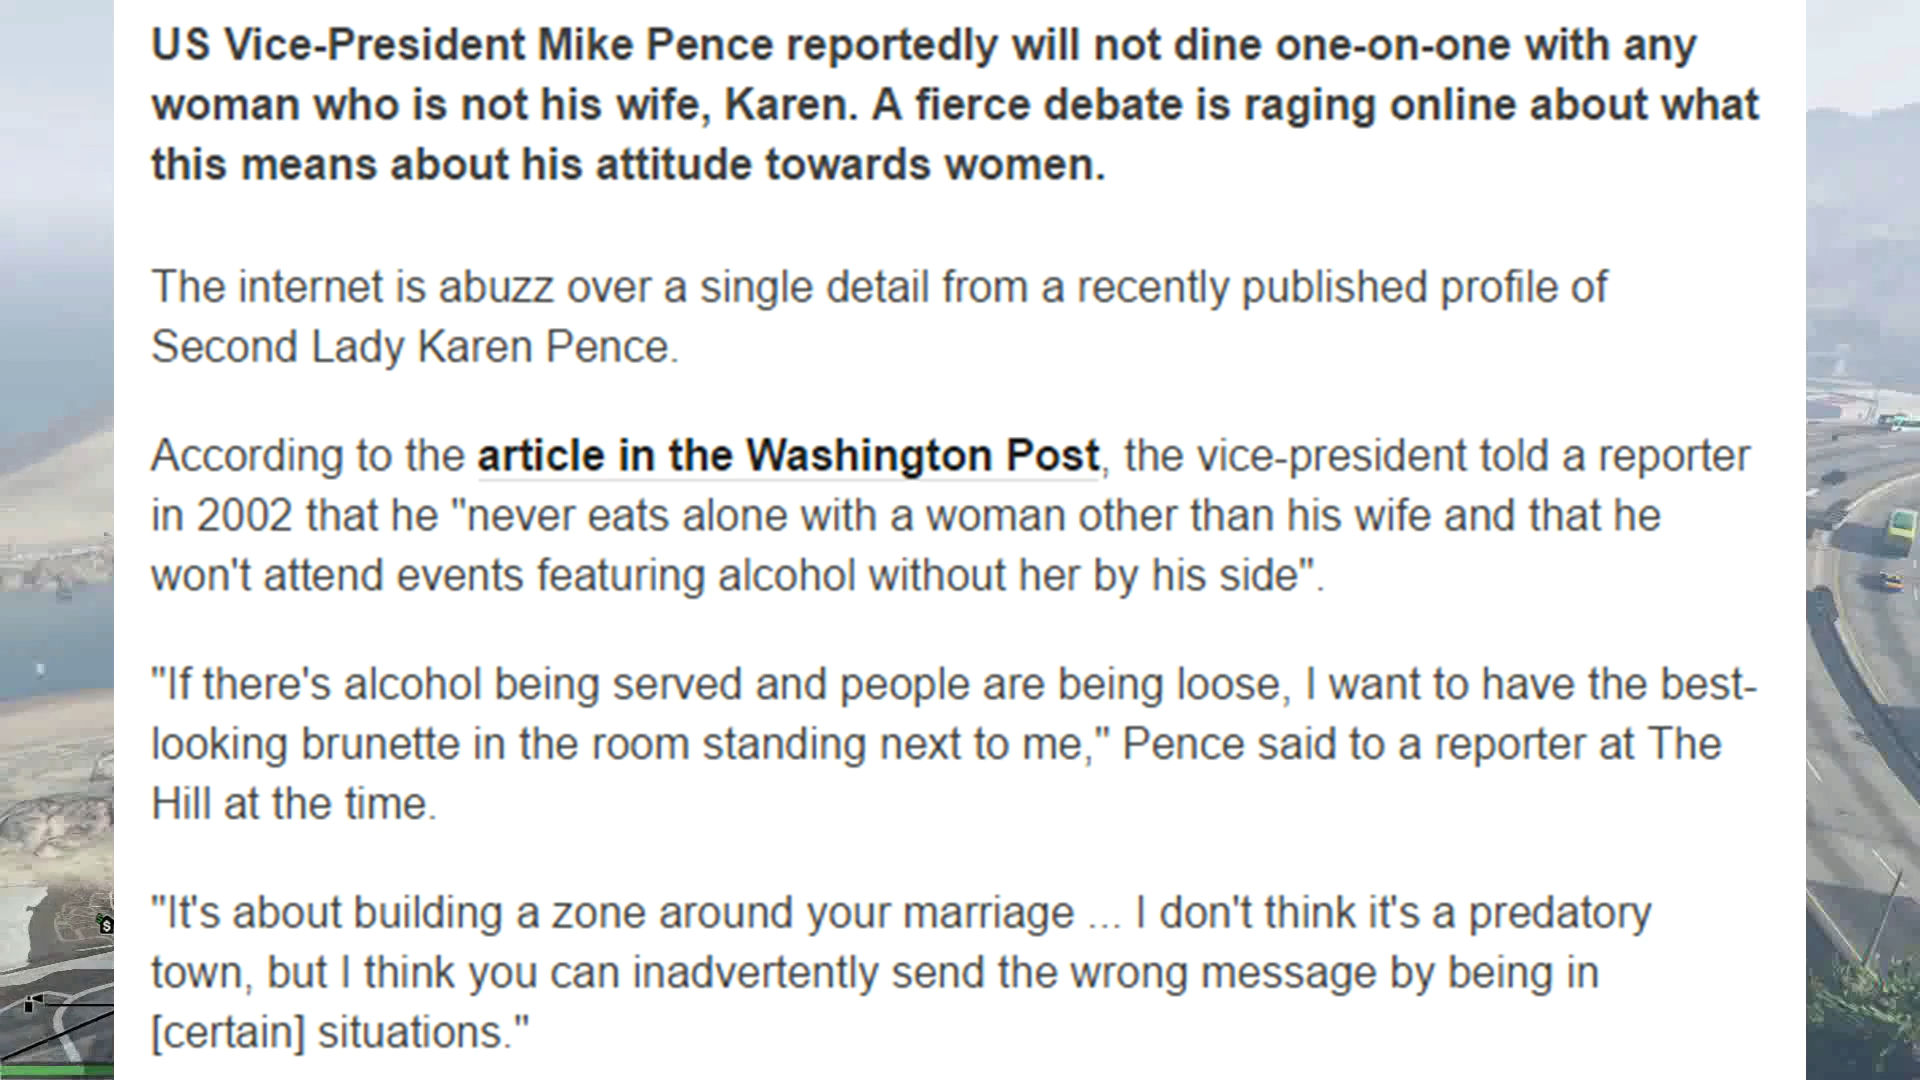 US Vice-President Mike Pence reportedly will not dine one-on-one with any
woman who is not his wife, Karen. A fierce debate is raging online about what
this means about his attitude towards women.
The internet is abuzz over a single detail from a recently published profile of
Second Lady Karen Pence.
According to the article in the Washington Post, the vice-president told a reporter
in 2002 that he "never eats alone with a woman other than his wife and that he
won't attend events featuring alcohol without her by his side".
"If there's alcohol being served and people are being loose, I want to have the best-
looking brunette in the room standing next to me," Pence said to a reporter at The
Hill at the time.
"It's about building a zone around your marriage ... I don't think it's a predatory
town, but I think you can inadvertently send the wrong message by being in
[certain] situations."